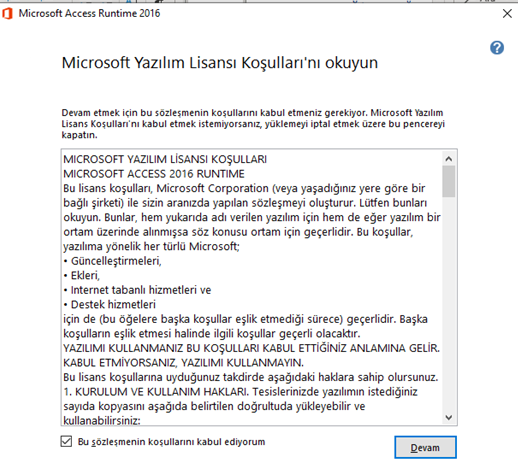 Microsoft Access Runtime 2016
Microsoft Yazılım Lisansı Koşulları'nı okuyun
Devam etmek için bu sözleşmenin koşullarını kabul etmeniz gerekiyor. Microsoft Yazılım
Lisans Koşulları'nı kabul etmek istemiyorsanız, yüklemeyi iptal etmek üzere bu pencereyi
kapatın.
MICROSOFT YAZILIM LİSANSI KOŞULLARI
MICROSOFT ACCESS 2016 RUNTIME
Bu lisans koşulları, Microsoft Corporation (veya yaşadığınız yere göre bir
bağlı şirketi) ile sizin aranızda yapılan sözleşmeyi oluşturur. Lütfen bunları
okuyun. Bunlar, hem yukarıda adı verilen yazılım için hem de eğer yazılım bir
ortam üzerinde alınmışsa söz konusu ortam için geçerlidir. Bu koşullar,
yazılıma yönelik her türlü Microsoft;
• Güncelleştirmeleri,
• Ekleri,
• Internet tabanlı hizmetleri ve
• Destek hizmetleri
için de (bu öğelere başka koşullar eşlik etmediği sürece) geçerlidir. Başka
koşulların eşlik etmesi halinde ilgili koşullar geçerli olacaktır.
YAZILIMI KULLANMANIZ BU KOŞULLARI KABUL ETTİĞİNİZ ANLAMINA GELİR.
KABUL ETMİYORSANIZ, YAZILIMI KULLANMAYIN.
Bu lisans koşullarına uyduğunuz takdirde aşağıdaki haklara sahip olursunuz.
1. KURULUM VE KULLANIM HAKLARI. Tesislerinizde yazılımın istediğiniz
sayıda kopyasını aşağıda belirtilen doğrultuda yükleyebilir ve
kullanabilirsiniz:
Bu sözleşmenin koşullarını kabul ediyorum
Devam